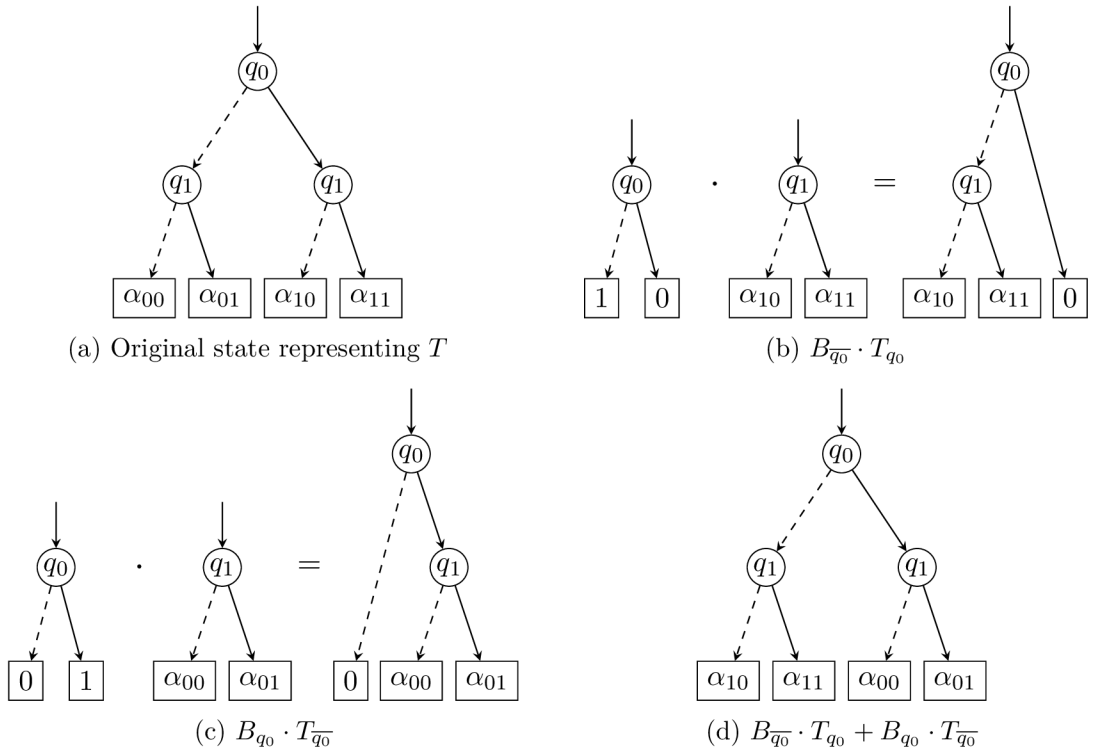 q₀
q₁ q₁
α₀₀ α₀₁ α₁₀ α₁₁
(a) Original state representing T
q₀
q₀ · q₁ = q₁
1 0 α₁₀ α₁₁ α₁₀ α₁₁ 0
(b) B_{\overline{q₀}} · T_{q₀}
q₀
q₀ · q₁ = q₁
0 1 α₀₀ α₀₁ 0 α₀₀ α₀₁
(c) B_{q₀} · T_{\overline{q₀}}
q₀
q₁ q₁
α₁₀ α₁₁ α₀₀ α₀₁
(d) B_{\overline{q₀}} · T_{q₀} + B_{q₀} · T_{\overline{q₀}}